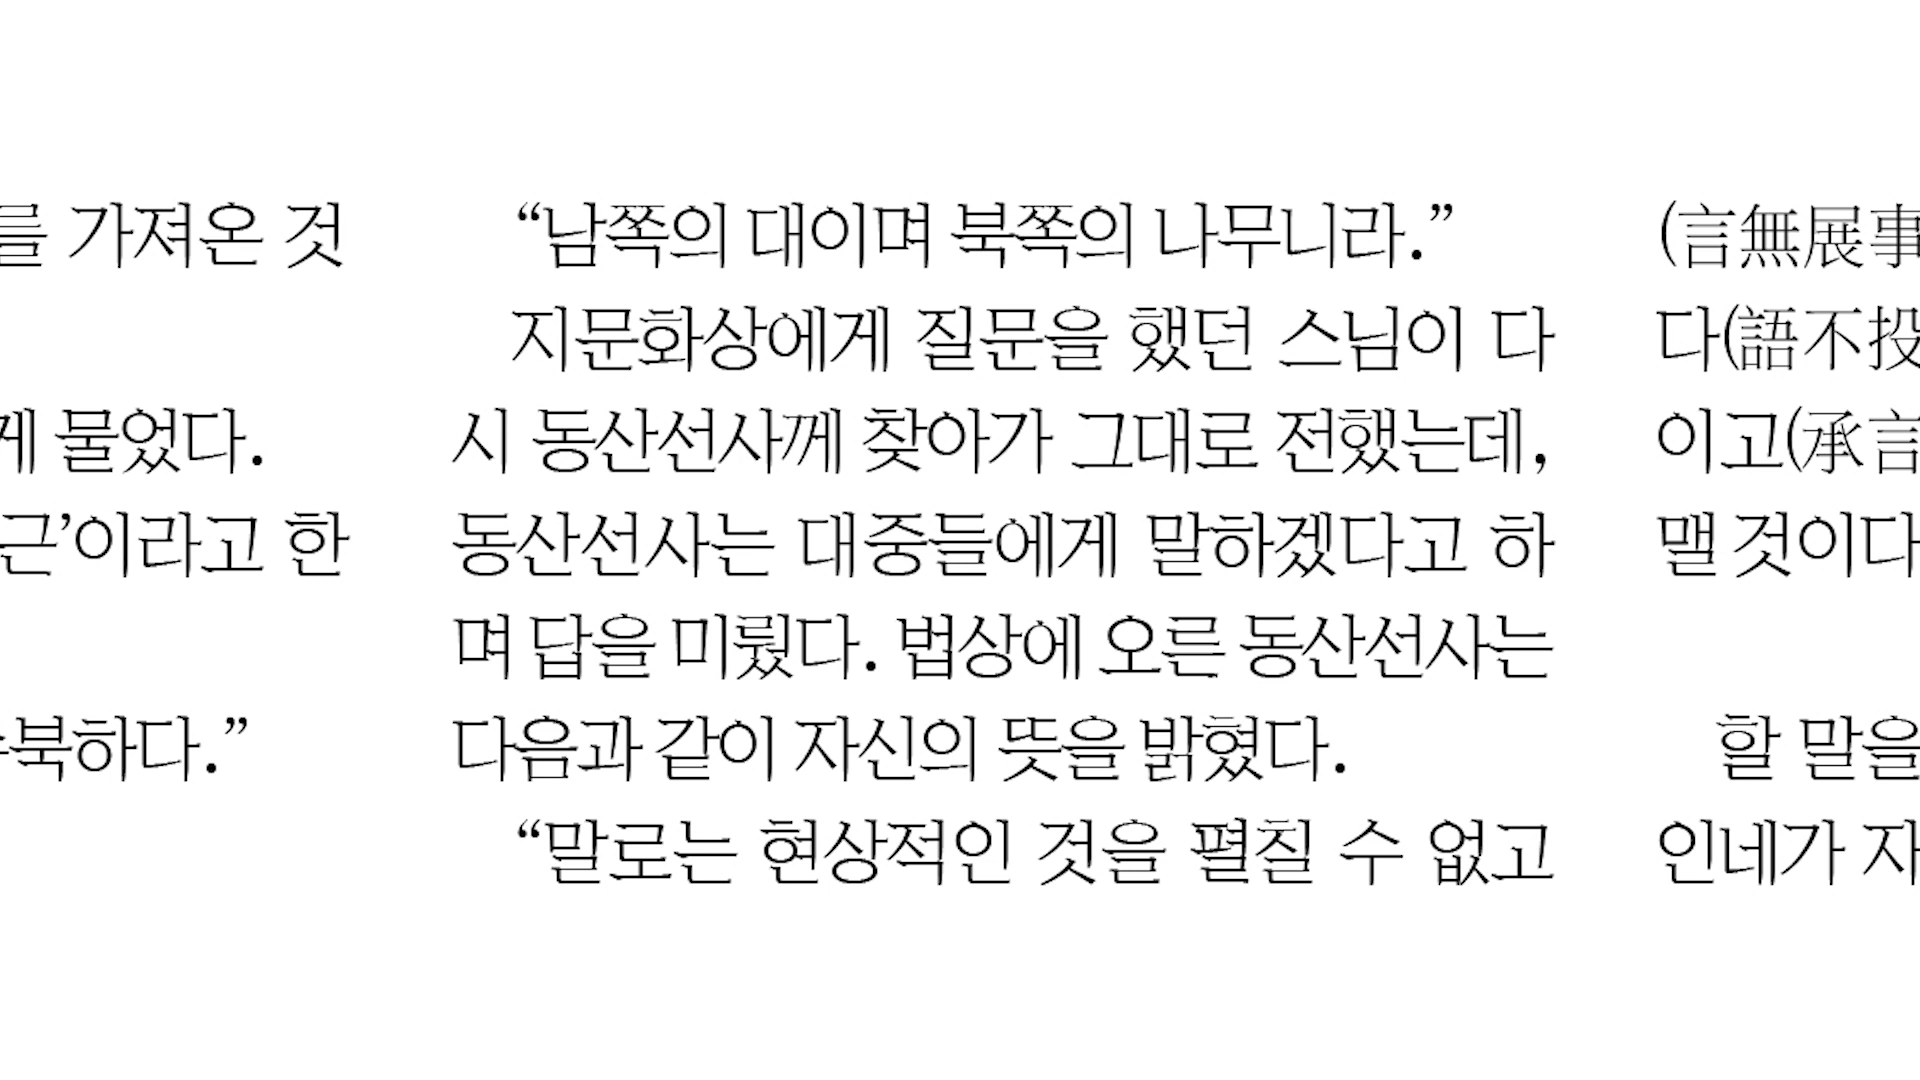 를 가져온 것
께 물었다.
근’이라고 한
북하다.”
“남쪽의 대이며 북쪽의 나무니라.”
지문화상에게 질문을 했던 스님이 다
시 동산선사께 찾아가 그대로 전했는데,
동산선사는 대중들에게 말하겠다고 하
며 답을 미뤘다. 법상에 오른 동산선사는
다음과 같이 자신의 뜻을 밝혔다.
“말로는 현상적인 것을 펼칠 수 없고
(言無展事
다(語不投
이고(承言
맬 것이다
할 말을
인네가 자